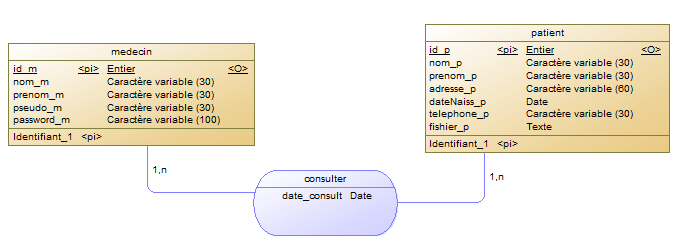 medecin
id_m <pi> Entier <O>
nom_m Caractère variable (30)
prenom_m Caractère variable (30)
pseudo_m Caractère variable (30)
password_m Caractère variable (100)
Identifiant_1 <pi>
patient
id_p <pi> Entier <O>
nom_p Caractère variable (30)
prenom_p Caractère variable (30)
adresse_p Caractère variable (60)
dateNaiss_p Date
telephone_p Caractère variable (30)
fishier_p Texte
Identifiant_1 <pi>
1,n
1,n
consulter
date_consult Date